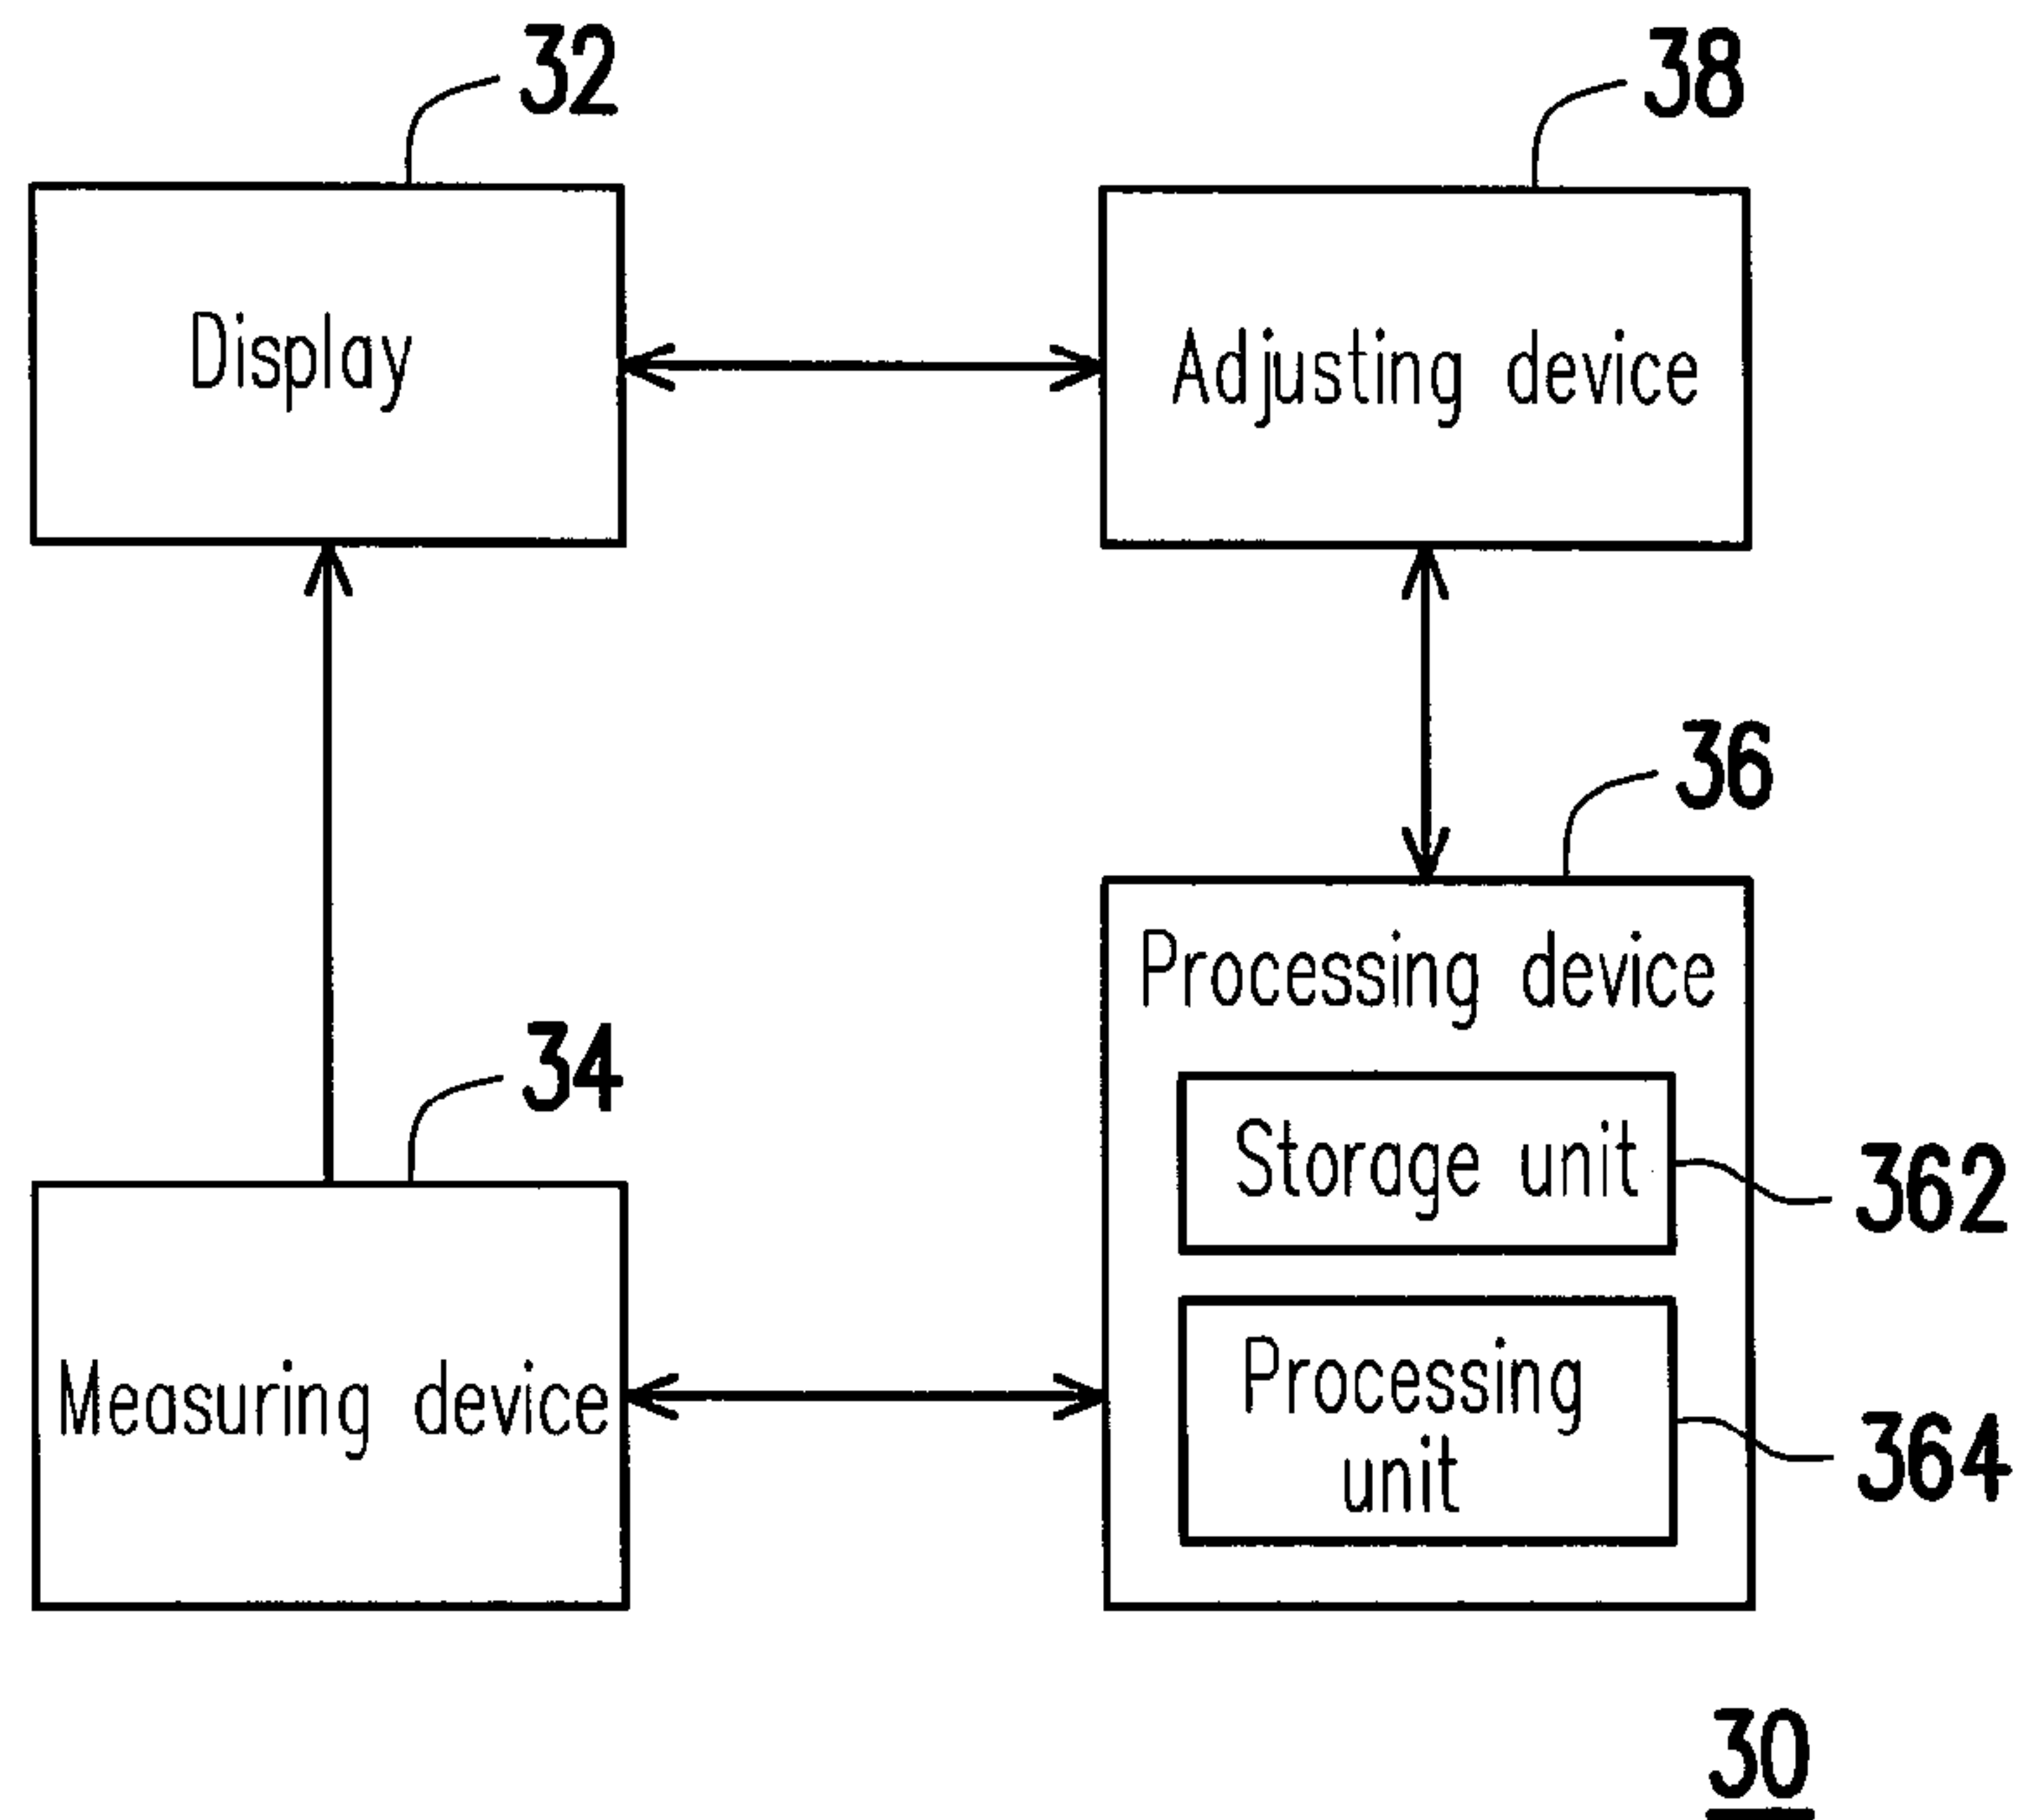 32
38
Display
Adjusting device
36
Processing device
34
Storage unit
362
Measuring device
Processing
unit
364
30